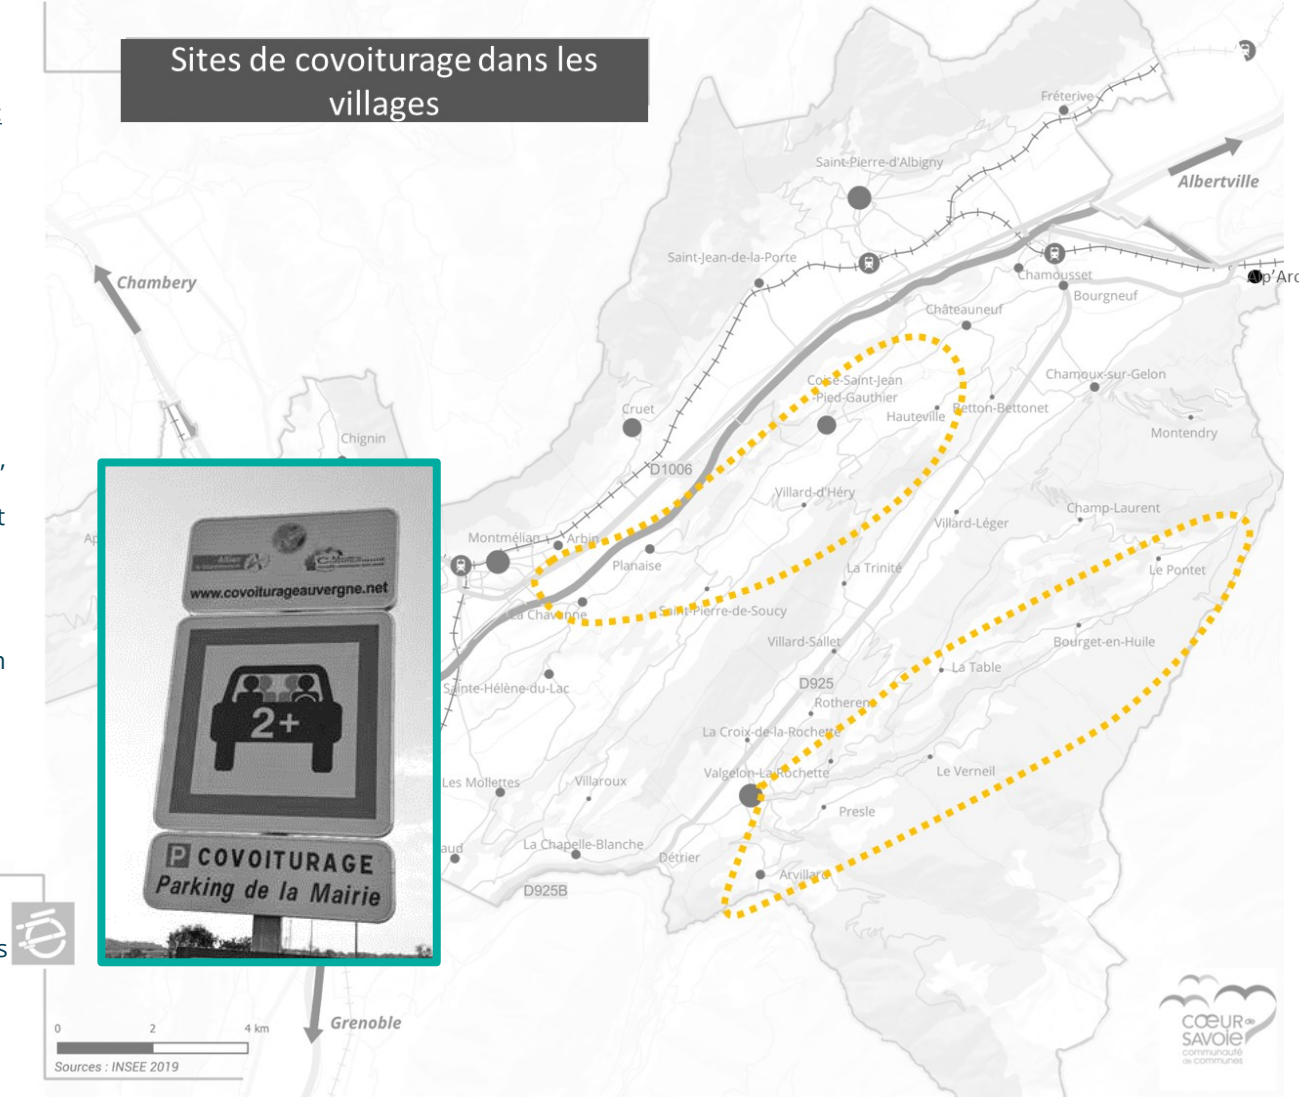 Sites de covoiturage dans les
villages
Fréterive
Saint-Pierre-d'Albigny
Albertville
Saint-Jean-de-la-Porte
Chambery
Chamousset
Bourgneuf
Châteauneuf
Chamoux-sur-Gelon
Coise-Saint-Jean
-Pied-Gauthier
Hauteville
Betton-Bettonet
Cruet
Montendry
Chignin
D1006
Villard-d'Héry
Champ-Laurent
Villard-Léger
Montmélian
Arbin
Planaise
La Trinité
Le Pontet
La Chavanne
Saint-Pierre-de-Soucy
Villard-Sallet
Bourget-en-Huile
La Table
Sainte-Hélène-du-Lac
D925
Rotherens
La Croix-de-la-Rochette
Valgelon-La Rochette
Le Verneil
Les Mollettes
Villaroux
Presle
La Chapelle-Blanche
Détrier
Arvillard
D925B
www.covoiturageauvergne.net
2+
P COVOITURAGE
Parking de la Mairie
Grenoble
0 2 4 km
Sources : INSEE 2019
CŒUR DE
SAVOIE
communauté
de communes